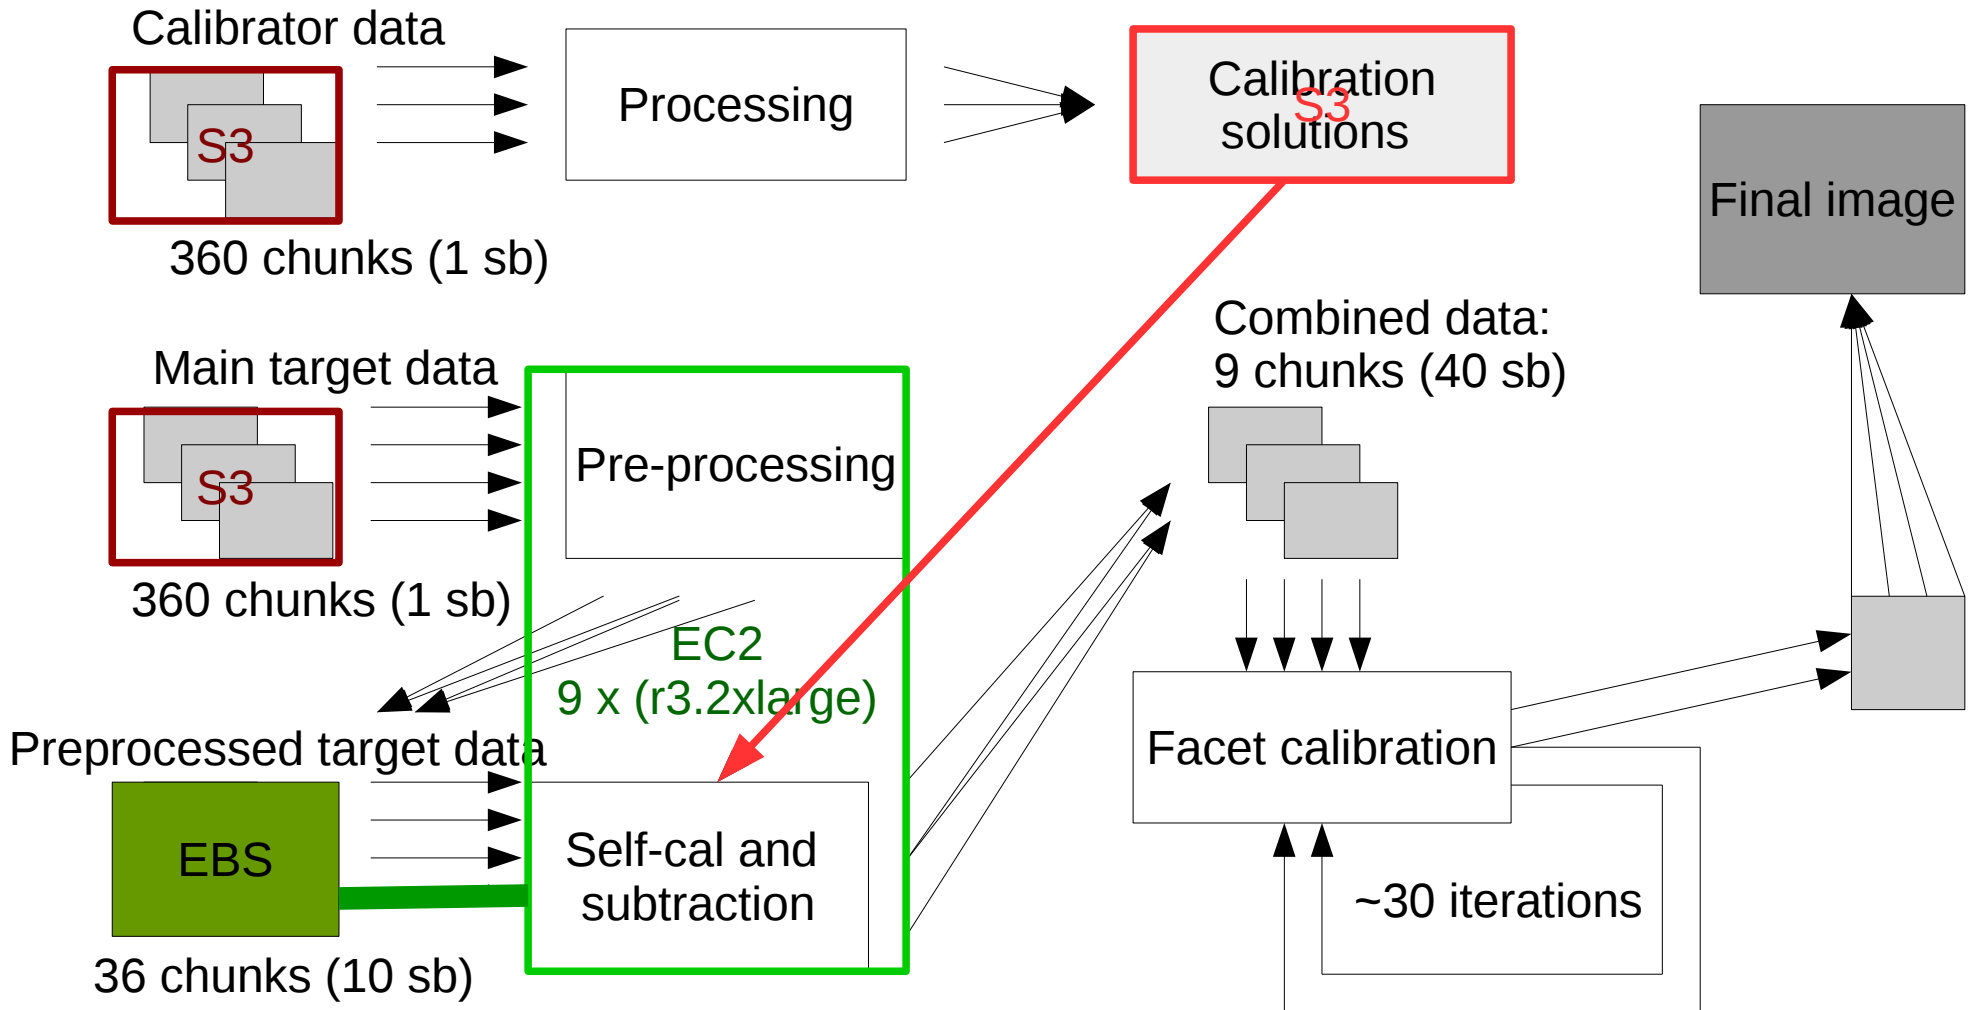 Calibrator data
S3
360 chunks (1 sb)
Processing
Calibration
solutions
S3
Final image
Main target data
S3
360 chunks (1 sb)
Pre-processing
EC2
9 x (r3.2xlarge)
Combined data:
9 chunks (40 sb)
Preprocessed target data
EBS
36 chunks (10 sb)
Self-cal and
subtraction
Facet calibration
~30 iterations